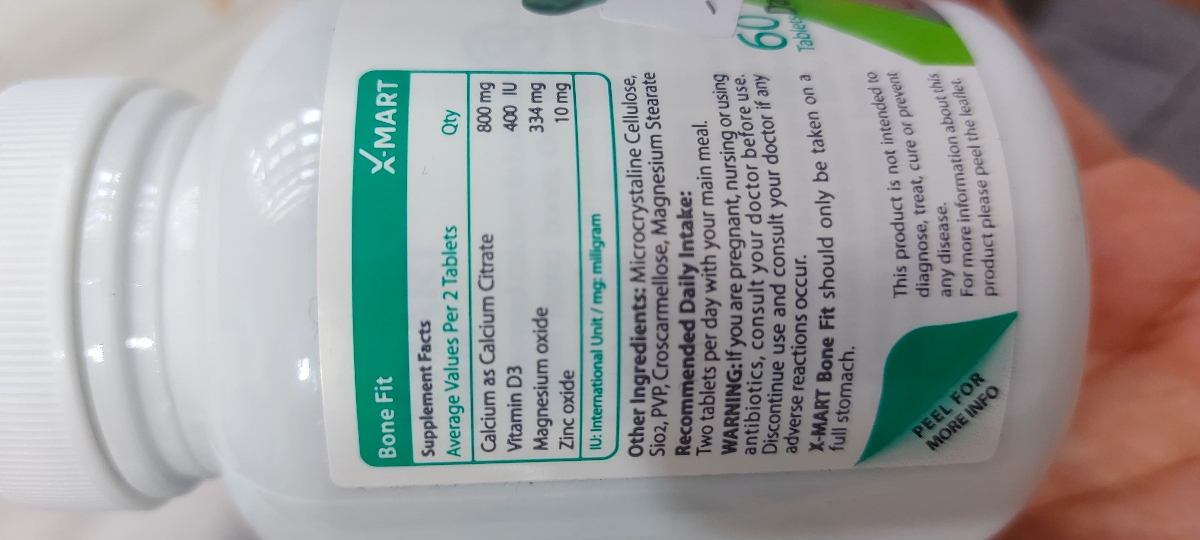 Bone Fit X-MART
Supplement Facts
Average Values Per 2 Tablets Qty
Calcium as Calcium Citrate 800 mg
Vitamin D3 400 IU
Magnesium oxide 334 mg
Zinc oxide 10 mg
IU: International Unit / mg: miligram
Other Ingredients: Microcrystaline Cellulose,
Sio2, PVP, Croscarmellose, Magnesium Stearate
Recommended Daily Intake:
Two tablets per day with your main meal.
WARNING: If you are pregnant, nursing or using
antibiotics, consult your doctor before use.
Discontinue use and consult your doctor if any
adverse reactions occur.
X-MART Bone Fit should only be taken on a
full stomach.
This product is not intended to
diagnose, treat, cure or prevent
any disease.
For more information about this
product please peel the leaflet.
PEEL FOR
MORE INFO
60
Tablets